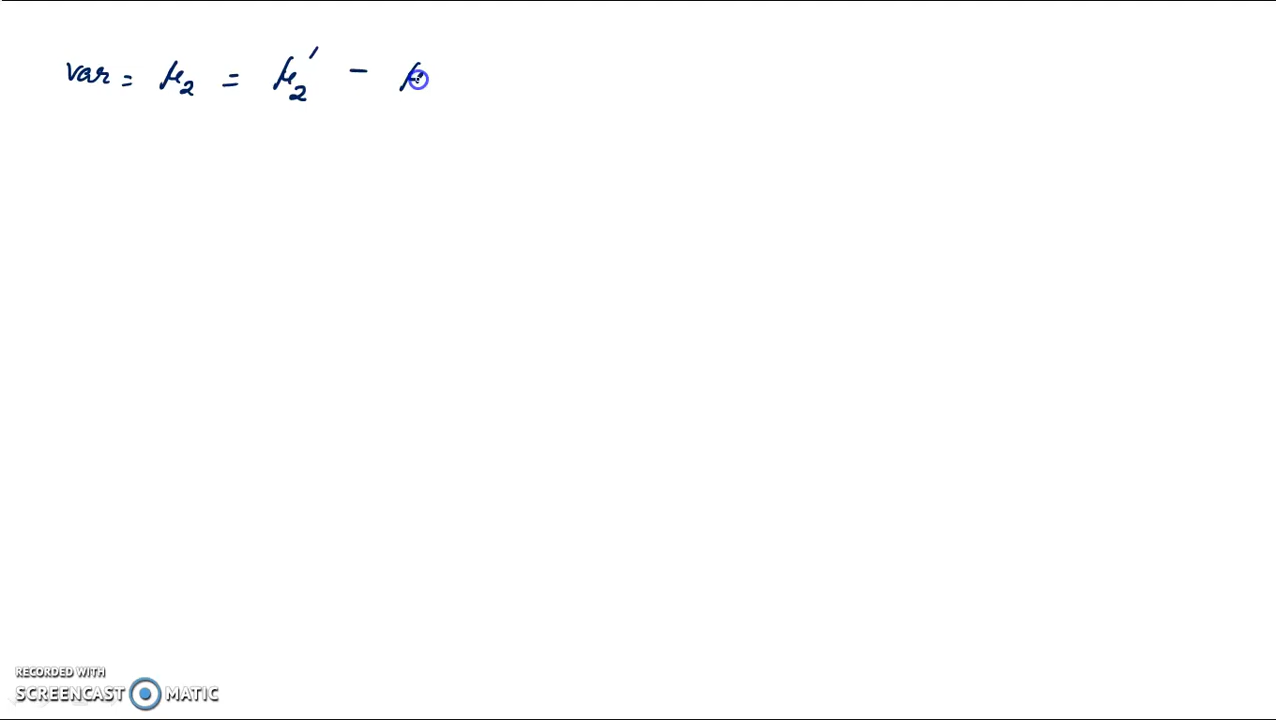 var = μ₂ = μ₂′ − μ
RECORDED WITH
SCREENCAST MATIC